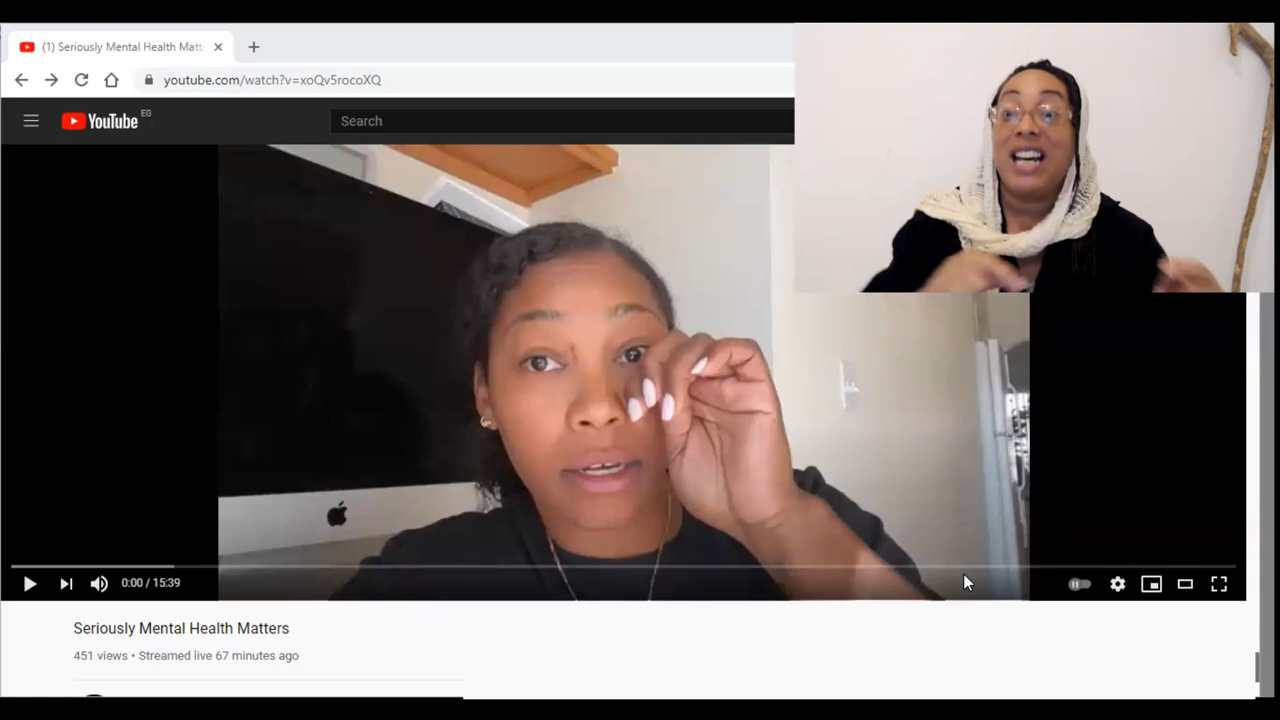 (1) Seriously Mental Health Matt
youtube.com/watch?v=xoQv5rocoXQ
YouTube EG
Search
0:00 / 15:39
Seriously Mental Health Matters
451 views • Streamed live 67 minutes ago